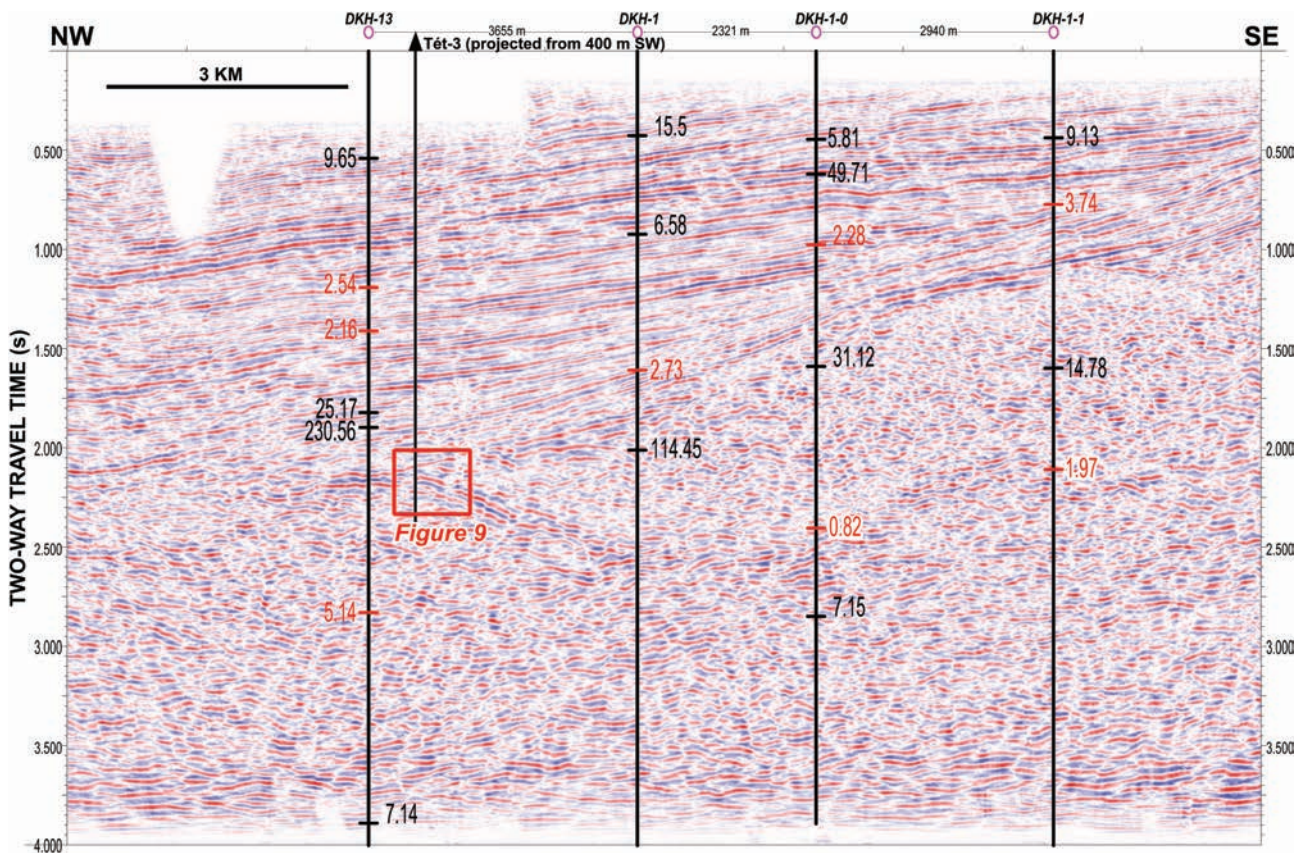 DKH-13 DKH-1 DKH-1-0 DKH-1-1
NW 3655 m 2321 m 2940 m SE
Tét-3 (projected from 400 m SW)
3 KM
15.5 5.81 9.13
0.500 9.65 0.500
49.71
3.74
6.58 2.28
1.000 1.000
2.54
2.16
1.500 31.12 14.78 1.500
2.73
25.17
230.56
2.000 114.45 2.000
1.97
Figure 9 0.82
2.500 2.500
5.14 7.15
3.000 3.000
3.500 3.500
7.14
4.000
TWO-WAY TRAVEL TIME (s)